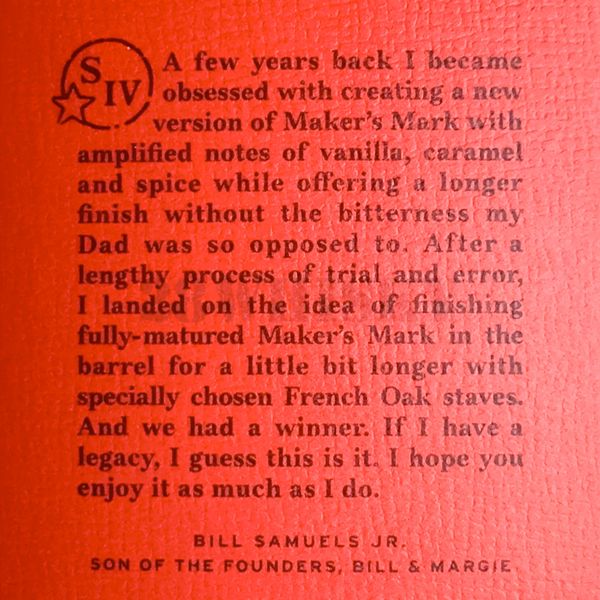 S
IV
A few years back I became
obsessed with creating a new
version of Maker's Mark with
amplified notes of vanilla, caramel
and spice while offering a longer
finish without the bitterness my
Dad was so opposed to. After a
lengthy process of trial and error,
I landed on the idea of finishing
fully-matured Maker's Mark in the
barrel for a little bit longer with
specially chosen French Oak staves.
And we had a winner. If I have a
legacy, I guess this is it. I hope you
enjoy it as much as I do.
BILL SAMUELS JR.
SON OF THE FOUNDERS, BILL & MARGIE.